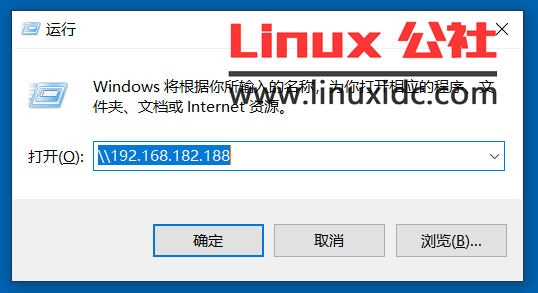 运行
Linux 公社
www.linuxidc.com
Windows 将根据你所输入的名称，为你打开相应的程序、文
件夹、文档或 Internet 资源。
打开(O):
\\192.168.182.188
确定
取消
浏览(B)...